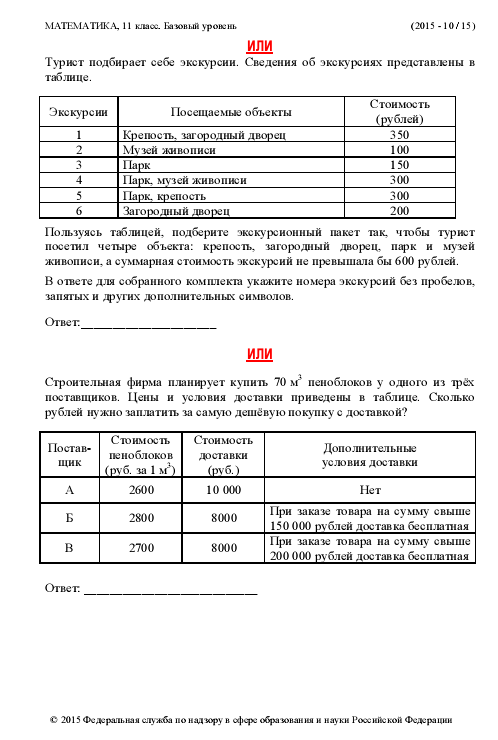 МАТЕМАТИКА, 11 класс. Базовый уровень (2015 - 10 / 15)
ИЛИ
Турист подбирает себе экскурсии. Сведения об экскурсиях представлены в
таблице.
Экскурсии Посещаемые объекты Стоимость (рублей)
1 Крепость, загородный дворец 350
2 Музей живописи 100
3 Парк 150
4 Парк, музей живописи 300
5 Парк, крепость 300
6 Загородный дворец 200
Пользуясь таблицей, подберите экскурсионный пакет так, чтобы турист
посетил четыре объекта: крепость, загородный дворец, парк и музей
живописи, а суммарная стоимость экскурсий не превышала бы 600 рублей.
В ответе для собранного комплекта укажите номера экскурсий без пробелов,
запятых и других дополнительных символов.
Ответ:______________________
ИЛИ
Строительная фирма планирует купить 70 м³ пеноблоков у одного из трёх
поставщиков. Цены и условия доставки приведены в таблице. Сколько
рублей нужно заплатить за самую дешёвую покупку с доставкой?
Постав-
щик
Стоимость
пеноблоков
(руб. за 1 м³)
Стоимость
доставки
(руб.)
Дополнительные
условия доставки
А 2600 10 000 Нет
Б 2800 8000 При заказе товара на сумму свыше
150 000 рублей доставка бесплатная
В 2700 8000 При заказе товара на сумму свыше
200 000 рублей доставка бесплатная
Ответ: ____________________________
© 2015 Федеральная служба по надзору в сфере образования и науки Российской Федерации